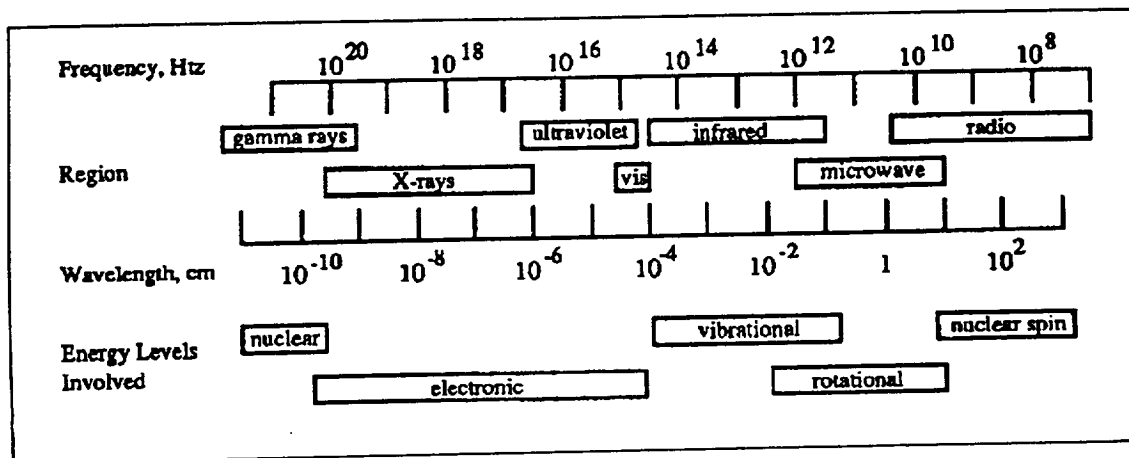 Frequency, Htz 10^20 10^18 10^16 10^14 10^12 10^10 10^8
gamma rays ultraviolet infrared radio
Region X-rays vis microwave
Wavelength, cm 10^-10 10^-8 10^-6 10^-4 10^-2 1 10^2
nuclear vibrational nuclear spin
Energy Levels
Involved electronic rotational